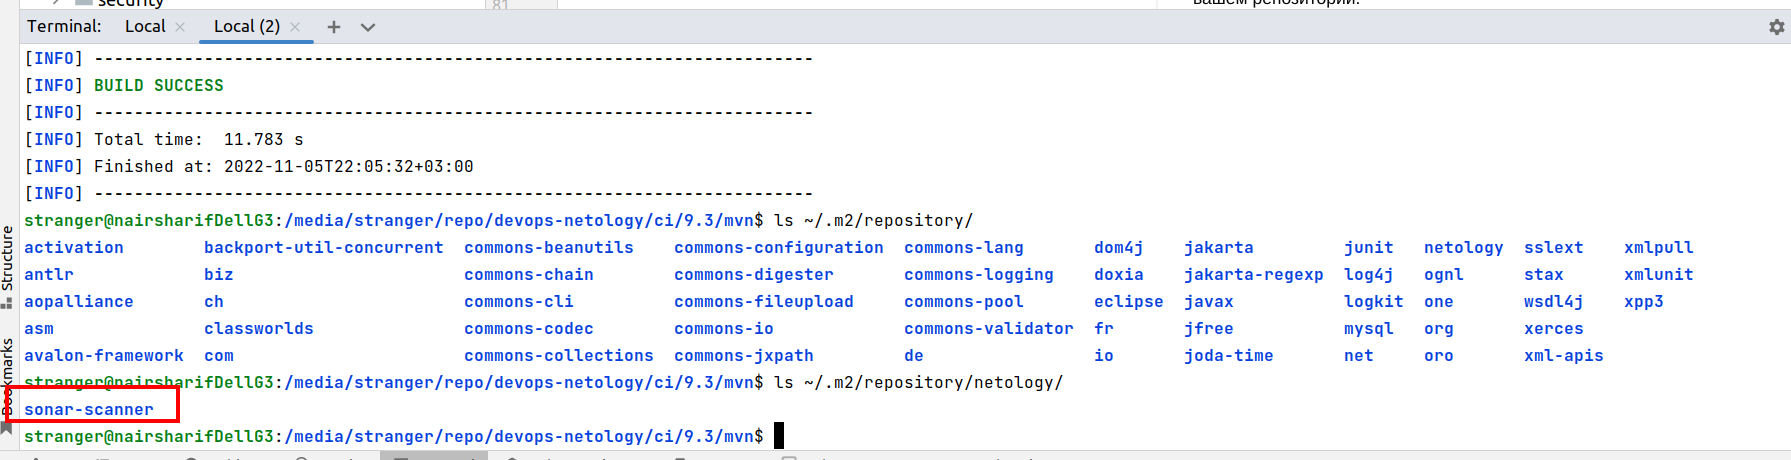 security
81
вашем репозитории.
Terminal: Local × Local (2) × +
[INFO] ------------------------------------------------------------------------
[INFO] BUILD SUCCESS
[INFO] ------------------------------------------------------------------------
[INFO] Total time:  11.783 s
[INFO] Finished at: 2022-11-05T22:05:32+03:00
[INFO] ------------------------------------------------------------------------
stranger@nairsharifDellG3:/media/stranger/repo/devops-netology/ci/9.3/mvn$ ls ~/.m2/repository/
activation backport-util-concurrent commons-beanutils commons-configuration commons-lang dom4j jakarta junit netology sslext xmlpull
antlr biz commons-chain commons-digester commons-logging doxia jakarta-regexp log4j ognl stax xmlunit
aopalliance ch commons-cli commons-fileupload commons-pool eclipse javax logkit one wsdl4j xpp3
asm classworlds commons-codec commons-io commons-validator fr jfree mysql org xerces
avalon-framework com commons-collections commons-jxpath de io joda-time net oro xml-apis
stranger@nairsharifDellG3:/media/stranger/repo/devops-netology/ci/9.3/mvn$ ls ~/.m2/repository/netology/
sonar-scanner
stranger@nairsharifDellG3:/media/stranger/repo/devops-netology/ci/9.3/mvn$
Structure
Bookmarks